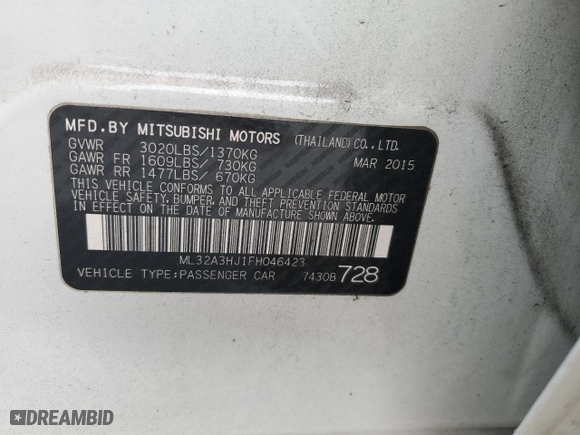 MFD.BY MITSUBISHI MOTORS (THAILAND)CO.,LTD.
GVWR 3020LBS/1370KG MAR 2015
GAWR FR 1609LBS/ 730KG
GAWR RR 1477LBS/ 670KG
THIS VEHICLE CONFORMS TO ALL APPLICABLE FEDERAL MOTOR
VEHICLE SAFETY, BUMPER, AND THEFT PREVENTION STANDARDS
IN EFFECT ON THE DATE OF MANUFACTURE SHOWN ABOVE.
ML32A3HJ1FH046423
VEHICLE TYPE:PASSENGER CAR 7430B 728
DREAMBID